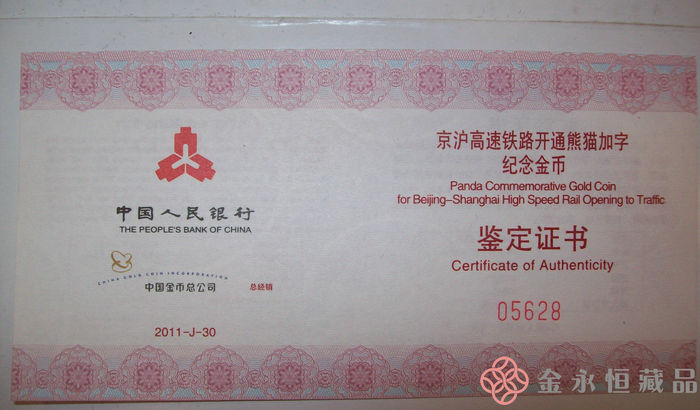 中国人民银行
THE PEOPLE'S BANK OF CHINA
CHINA GOLD COIN INCORPORATION
中国金币总公司 总经销
2011-J-30
京沪高速铁路开通熊猫加字
纪念金币
Panda Commemorative Gold Coin
for Beijing-Shanghai High Speed Rail Opening to Traffic
鉴定证书
Certificate of Authenticity
05628
金永恒藏品